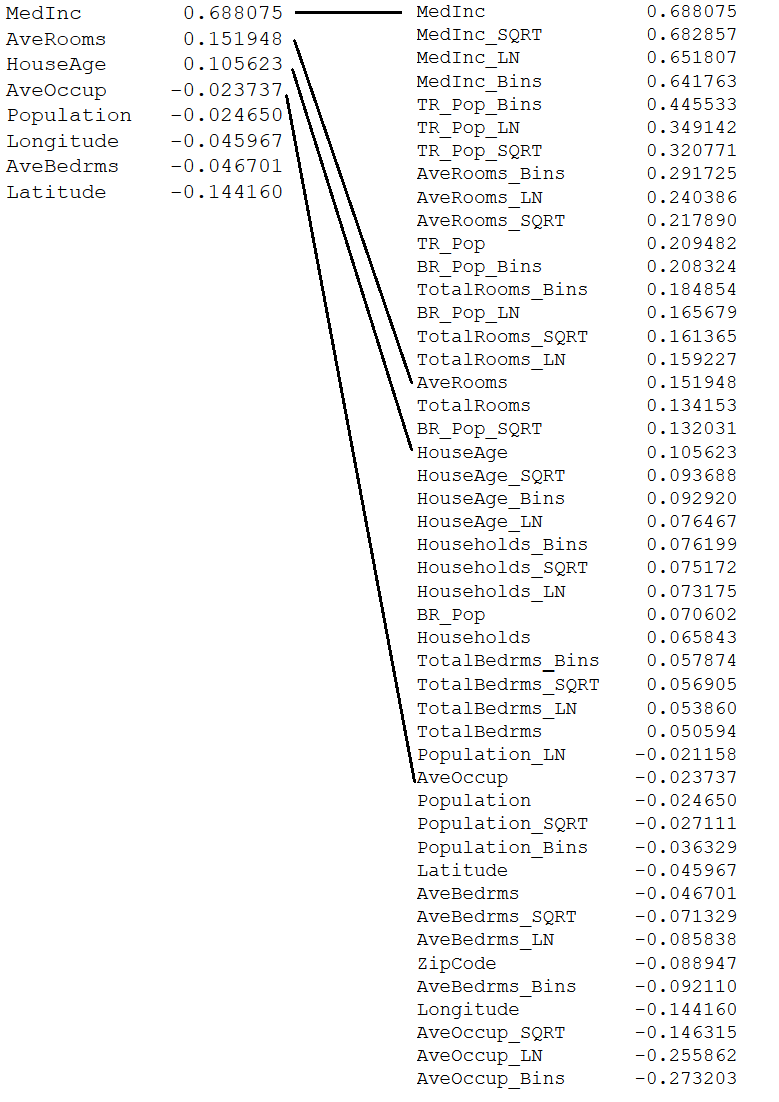 MedInc 0.688075
AveRooms 0.151948
HouseAge 0.105623
AveOccup -0.023737
Population -0.024650
Longitude -0.045967
AveBedrms -0.046701
Latitude -0.144160
MedInc 0.688075
MedInc_SQRT 0.682857
MedInc_LN 0.651807
MedInc_Bins 0.641763
TR_Pop_Bins 0.445533
TR_Pop_LN 0.349142
TR_Pop_SQRT 0.320771
AveRooms_Bins 0.291725
AveRooms_LN 0.240386
AveRooms_SQRT 0.217890
TR_Pop 0.209482
BR_Pop_Bins 0.208324
TotalRooms_Bins 0.184854
BR_Pop_LN 0.165679
TotalRooms_SQRT 0.161365
TotalRooms_LN 0.159227
AveRooms 0.151948
TotalRooms 0.134153
BR_Pop_SQRT 0.132031
HouseAge 0.105623
HouseAge_SQRT 0.093688
HouseAge_Bins 0.092920
HouseAge_LN 0.076467
Households_Bins 0.076199
Households_SQRT 0.075172
Households_LN 0.073175
BR_Pop 0.070602
Households 0.065843
TotalBedrms_Bins 0.057874
TotalBedrms_SQRT 0.056905
TotalBedrms_LN 0.053860
TotalBedrms 0.050594
Population_LN -0.021158
AveOccup -0.023737
Population -0.024650
Population_SQRT -0.027111
Population_Bins -0.036329
Latitude -0.045967
AveBedrms -0.046701
AveBedrms_SQRT -0.071329
AveBedrms_LN -0.085838
ZipCode -0.088947
AveBedrms_Bins -0.092110
Longitude -0.144160
AveOccup_SQRT -0.146315
AveOccup_LN -0.255862
AveOccup_Bins -0.273203